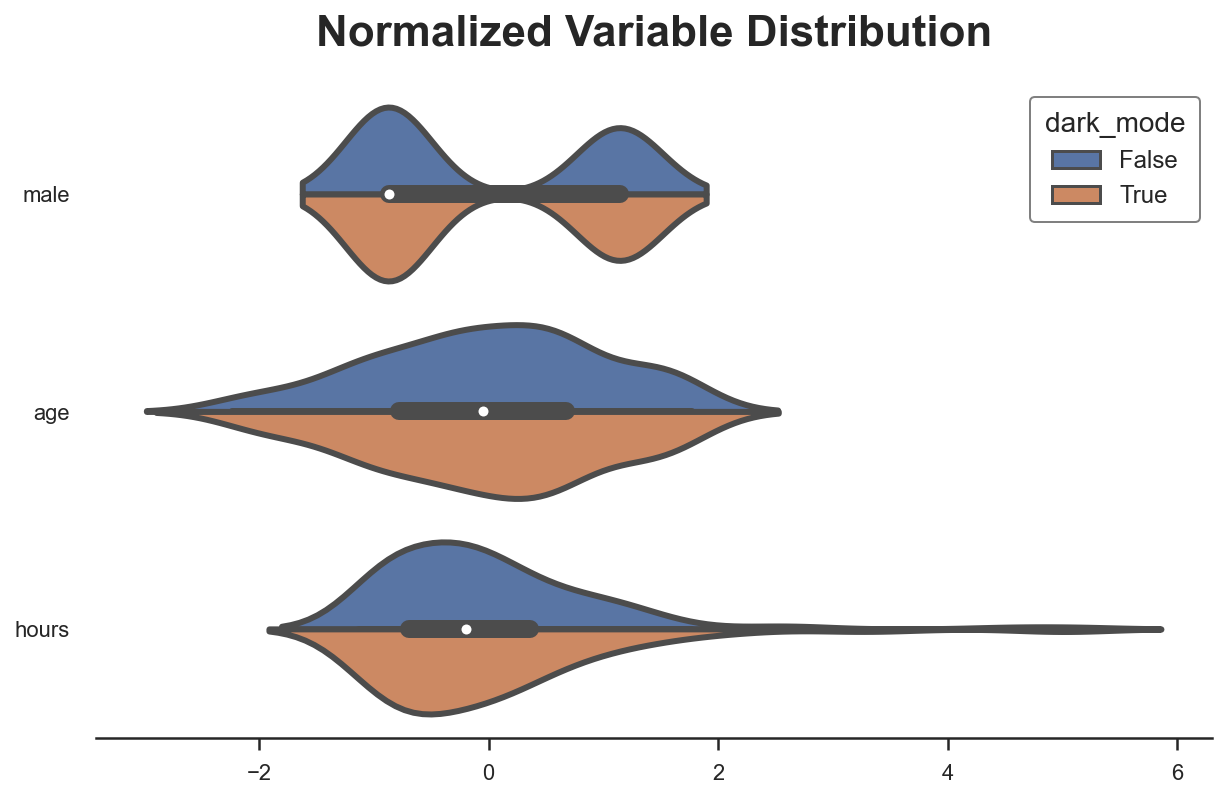 Normalized Variable Distribution
dark_mode
False
True
male
age
hours
−2 0 2 4 6